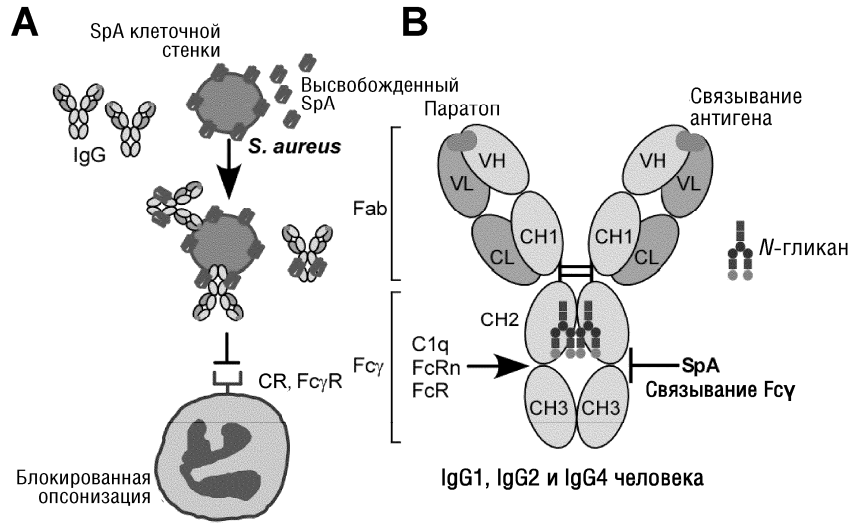 A
SpA клеточной
стенки
Высвобожденный
SpA
IgG
S. aureus
CR, FcγR
Блокированная
опсонизация
B
Паратоп
Связывание
антигена
VH
VH
VL
VL
Fab
CH1
CH1
CL
CL
N-гликан
CH2
Fcγ
C1q
FcRn
FcR
SpA
Связывание Fcγ
CH3
CH3
IgG1, IgG2 и IgG4 человека